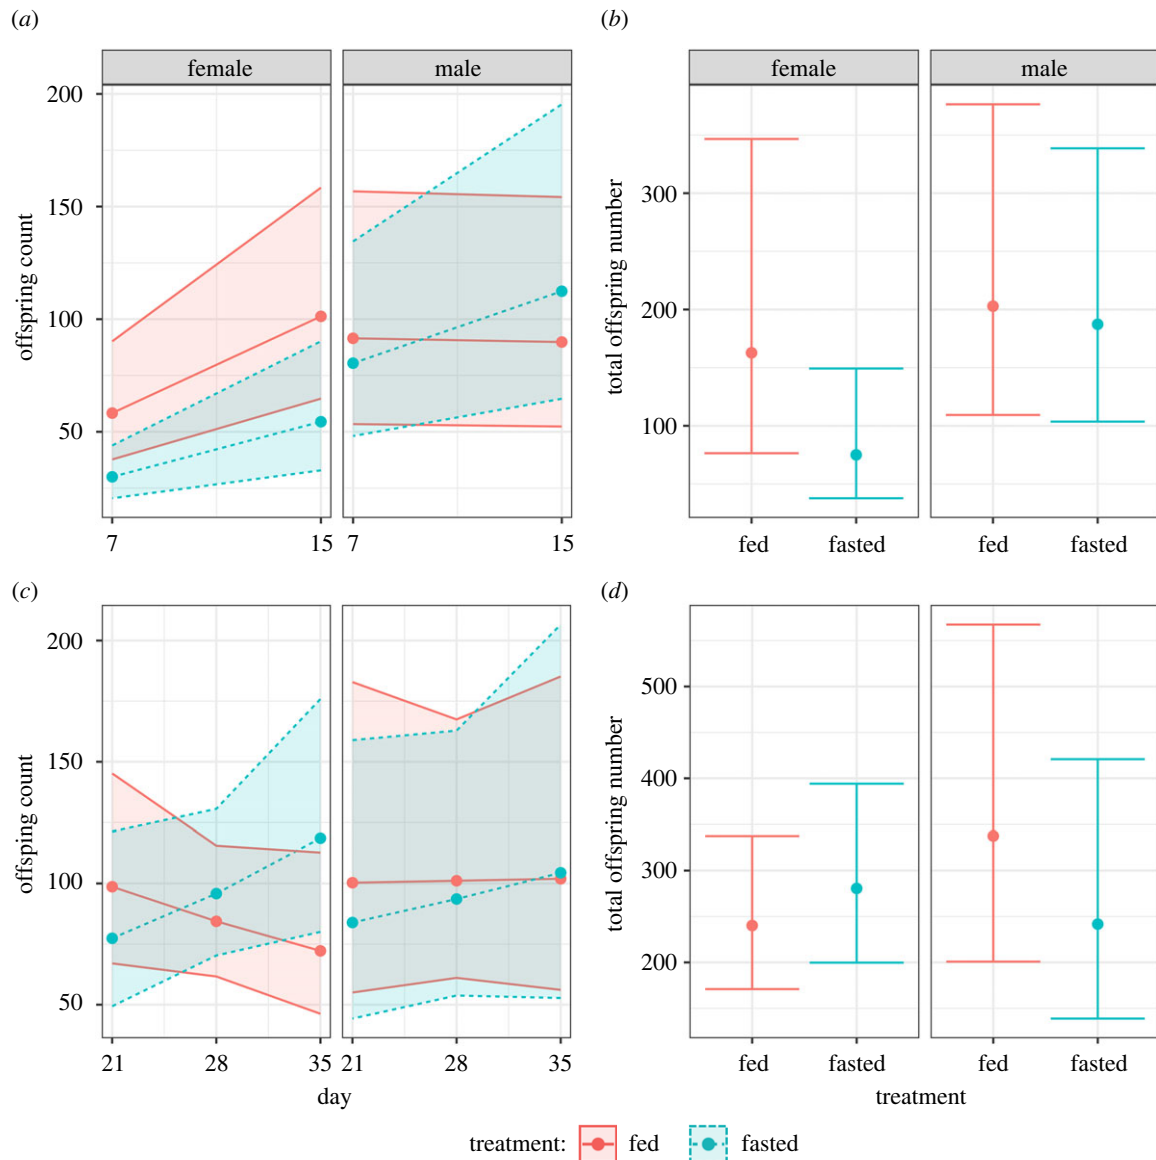 (a)
(b)
female
male
female
male
offspring count
200
150
100
50
7
15
7
15
total offspring number
300
200
100
fed
fasted
fed
fasted
(c)
(d)
offspring count
200
150
100
50
21
28
35
21
28
35
day
total offspring number
500
400
300
200
fed
fasted
fed
fasted
treatment
treatment:
fed
fasted